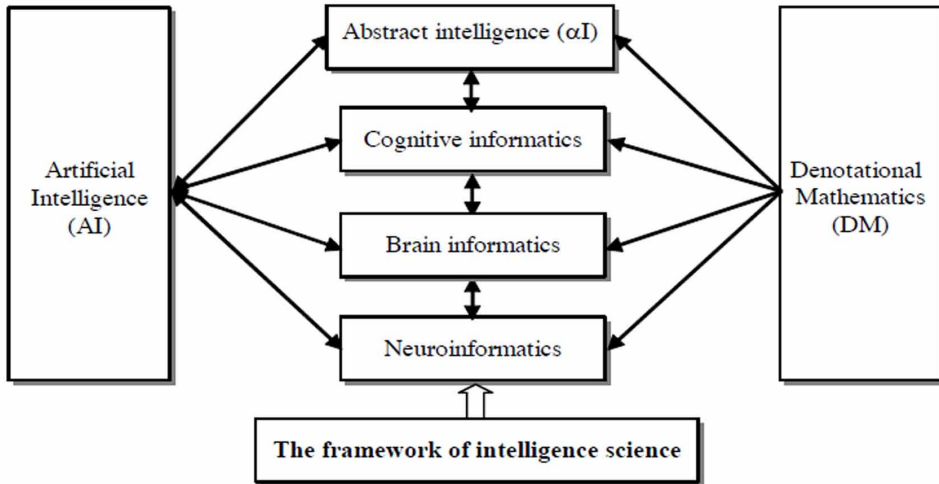 Abstract intelligence (αI)
Cognitive informatics
Artificial
Intelligence
(AI)
Denotational
Mathematics
(DM)
Brain informatics
Neuroinformatics
The framework of intelligence science